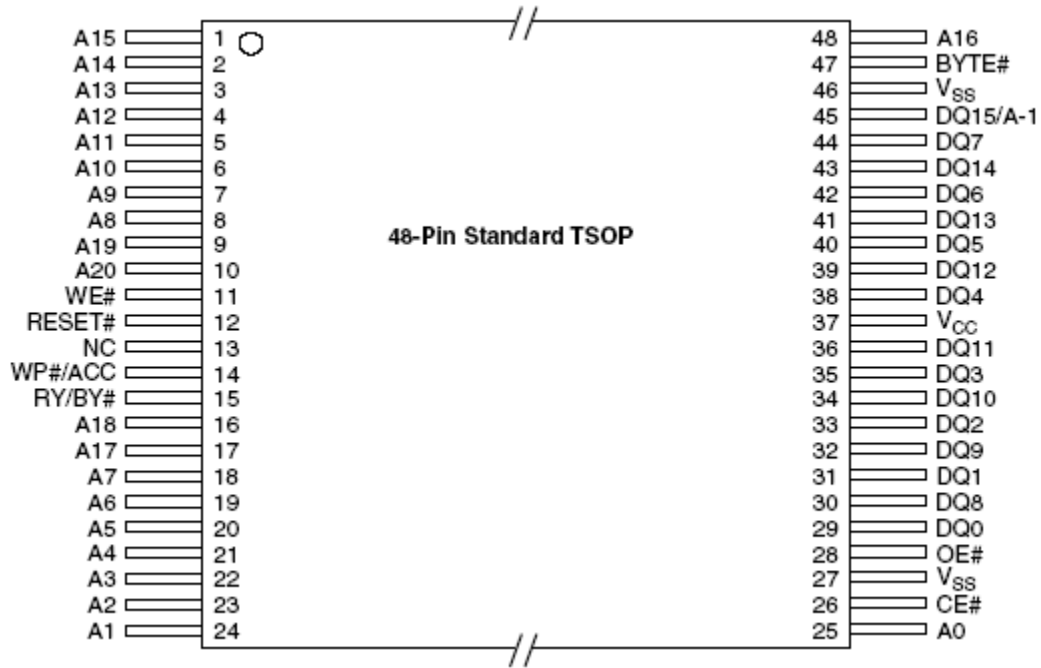 A15 1 48 A16
A14 2 47 BYTE#
A13 3 46 VSS
A12 4 45 DQ15/A-1
A11 5 44 DQ7
A10 6 43 DQ14
A9 7 42 DQ6
A8 8 41 DQ13
48-Pin Standard TSOP
A19 9 40 DQ5
A20 10 39 DQ12
WE# 11 38 DQ4
RESET# 12 37 VCC
NC 13 36 DQ11
WP#/ACC 14 35 DQ3
RY/BY# 15 34 DQ10
A18 16 33 DQ2
A17 17 32 DQ9
A7 18 31 DQ1
A6 19 30 DQ8
A5 20 29 DQ0
A4 21 28 OE#
A3 22 27 VSS
A2 23 26 CE#
A1 24 25 A0